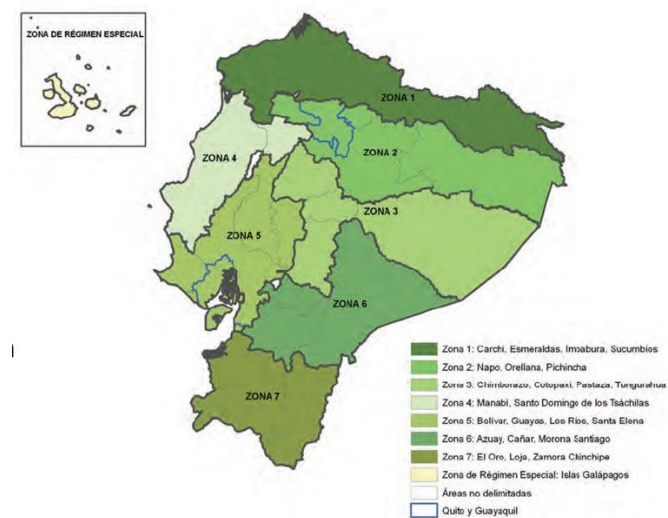 ZONA DE RÉGIMEN ESPECIAL
ZONA 1
ZONA 4
ZONA 2
ZONA 3
ZONA 5
ZONA 6
ZONA 7
Zona 1: Carchi, Esmeraldas, Imbabura, Sucumbíos
Zona 2: Napo, Orellana, Pichincha
Zona 3: Chimborazo, Cotopaxi, Pastaza, Tungurahua
Zona 4: Manabí, Santo Domingo de los Tsáchilas
Zona 5: Bolívar, Guayas, Los Ríos, Santa Elena
Zona 6: Azuay, Cañar, Morona Santiago
Zona 7: El Oro, Loja, Zamora Chinchipe
Zona de Régimen Especial: Islas Galápagos
Áreas no delimitadas
Quito y Guayaquil